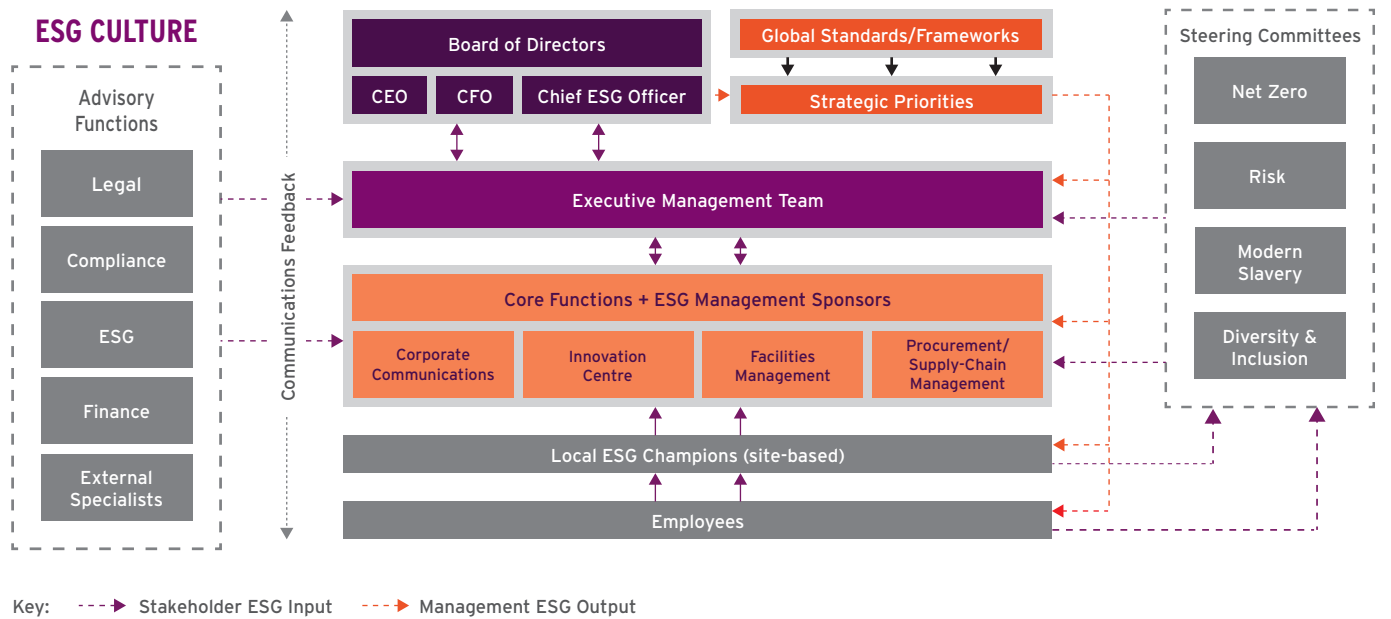 ESG CULTURE
Advisory
Functions
Legal
Compliance
ESG
Finance
External
Specialists
Communications Feedback
Board of Directors
CEO
CFO
Chief ESG Officer
Global Standards/Frameworks
Strategic Priorities
Executive Management Team
Core Functions + ESG Management Sponsors
Corporate
Communications
Innovation
Centre
Facilities
Management
Procurement/
Supply-Chain
Management
Local ESG Champions (site-based)
Employees
Steering Committees
Net Zero
Risk
Modern
Slavery
Diversity &
Inclusion
Key:
Stakeholder ESG Input
Management ESG Output